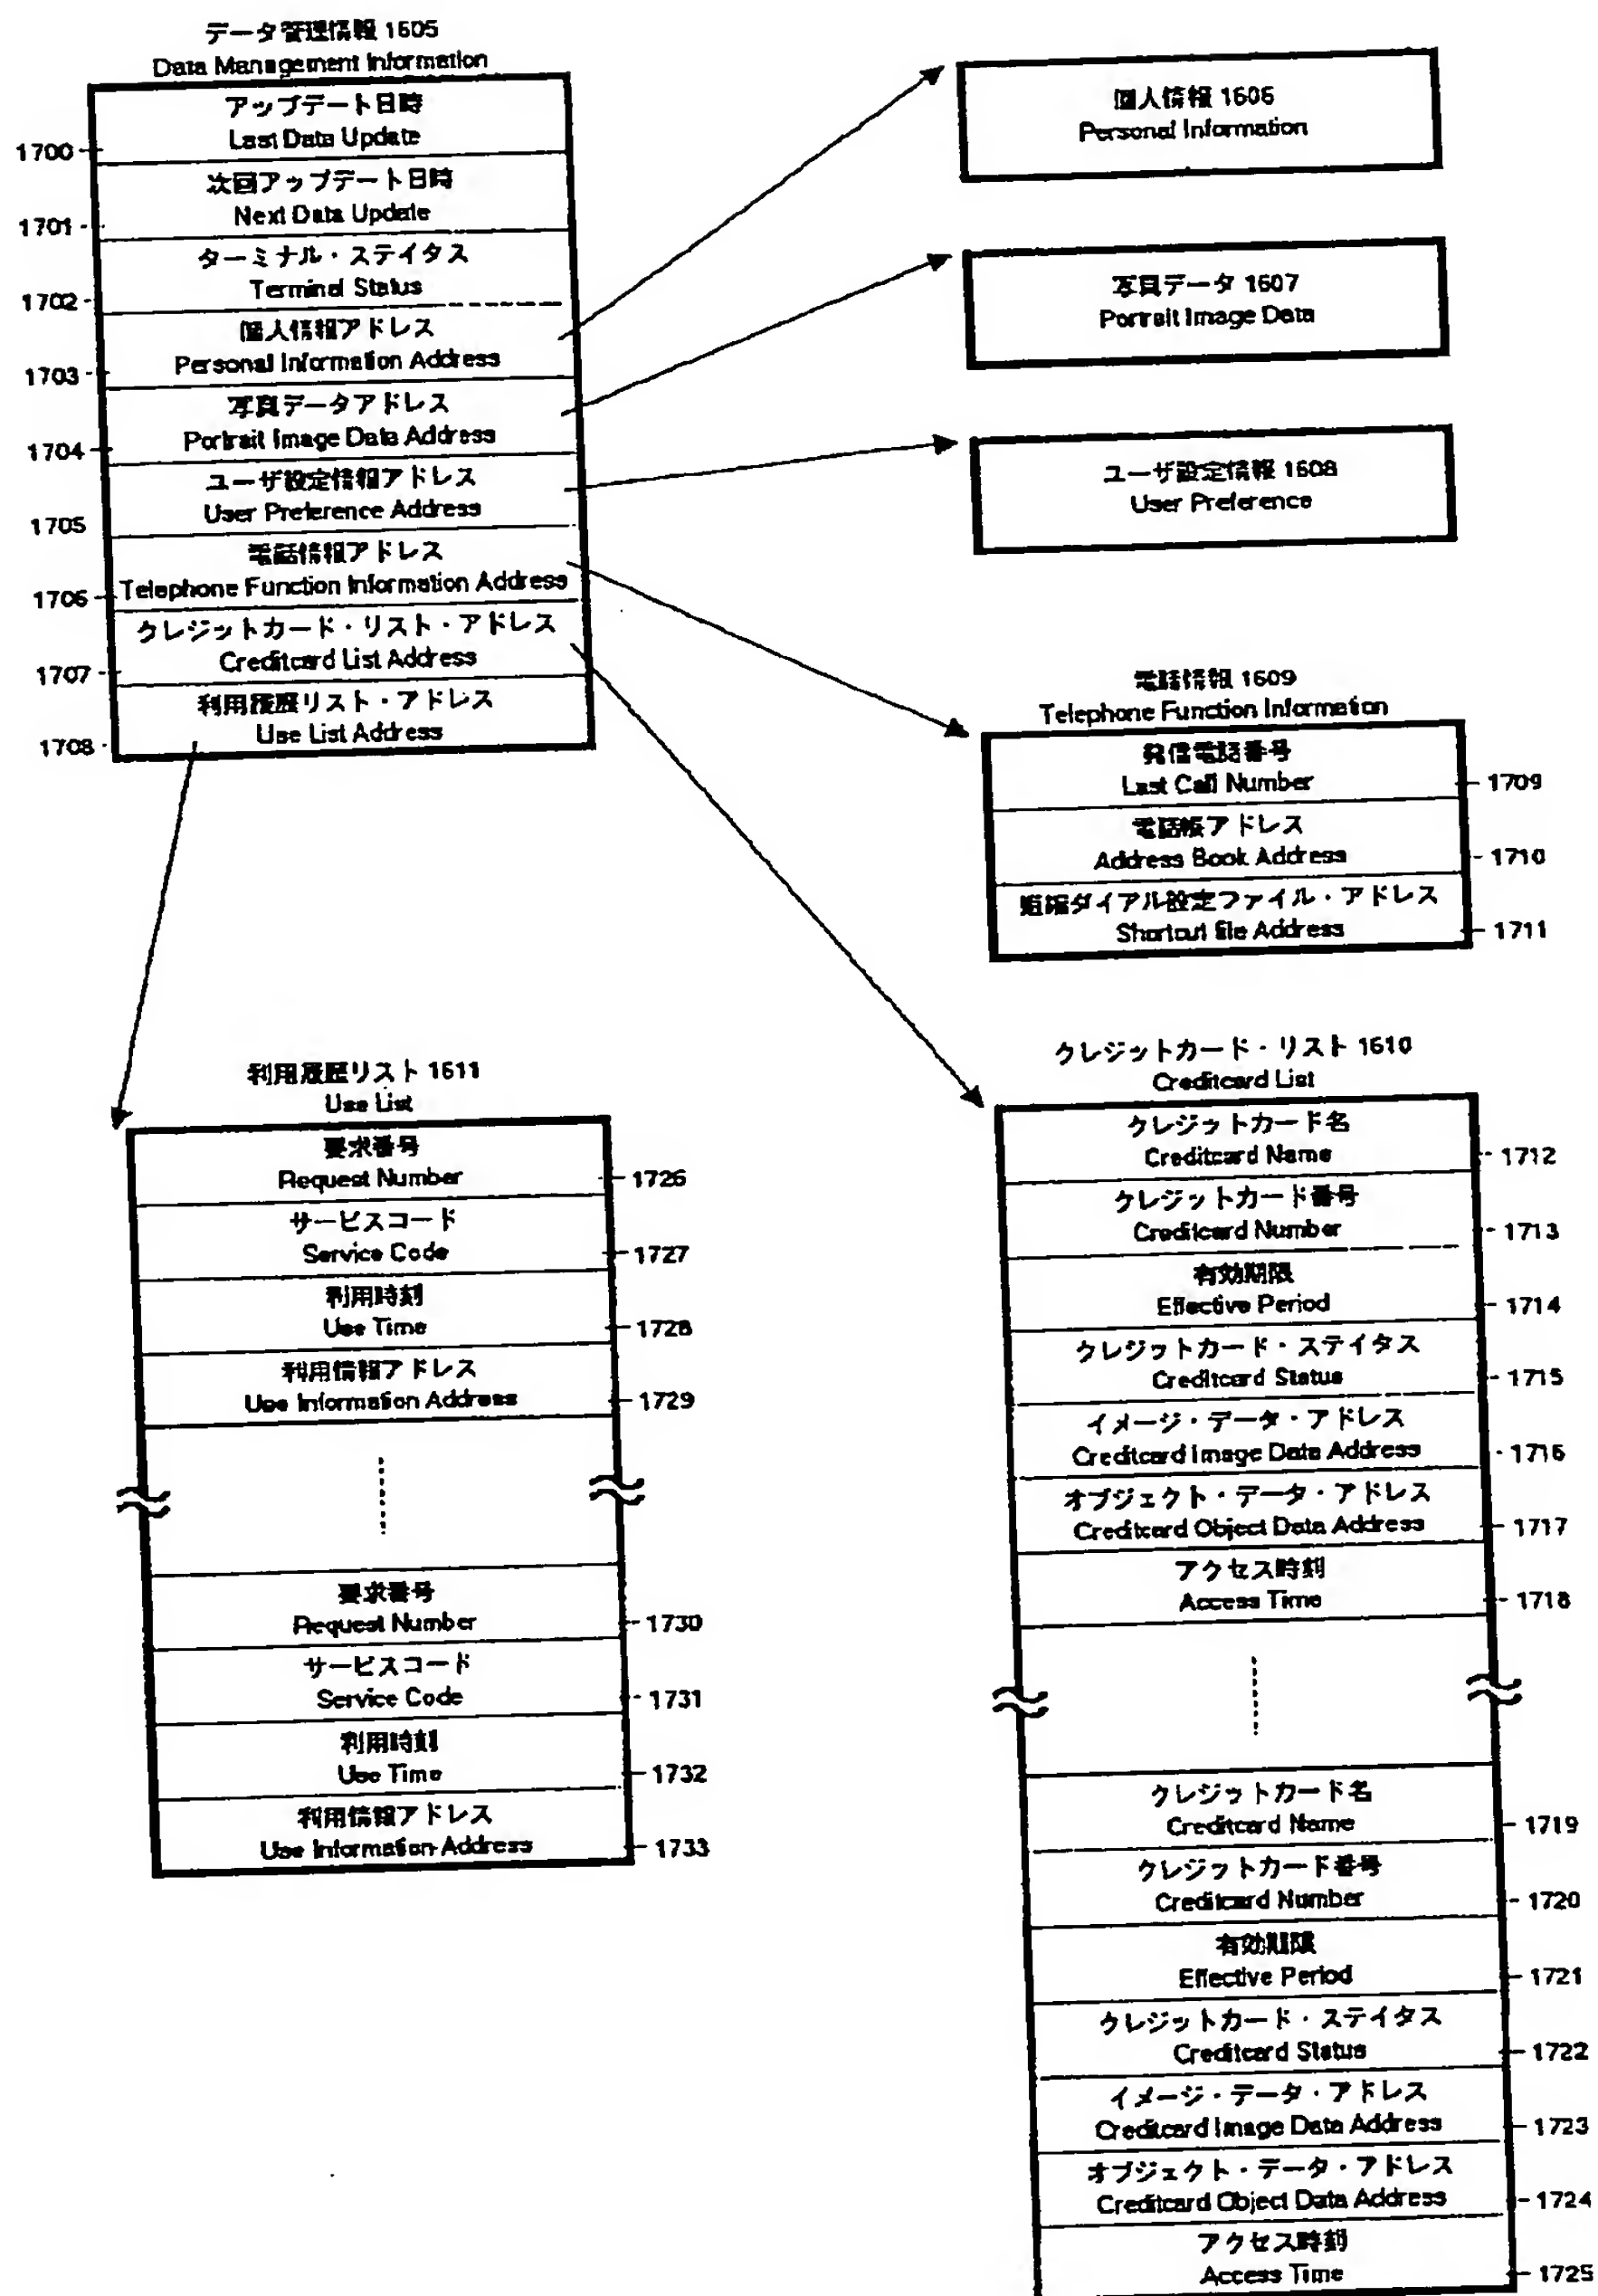 データ管理情報 1605
Data Management Information
アップデート日時
Last Data Update
1700
次回アップデート日時
Next Data Update
1701
ターミナル・ステイタス
Terminal Status
1702
個人情報アドレス
Personal Information Address
1703
写真データアドレス
Portrait Image Data Address
1704
ユーザ設定情報アドレス
User Preference Address
1705
電話情報アドレス
Telephone Function Information Address
1706
クレジットカード・リスト・アドレス
Creditcard List Address
1707
利用履歴リスト・アドレス
Use List Address
1708
個人情報 1606
Personal Information
写真データ 1607
Portrait Image Data
ユーザ設定情報 1608
User Preference
電話情報 1609
Telephone Function Information
発信電話番号
Last Call Number
1709
電話帳アドレス
Address Book Address
1710
短縮ダイアル設定ファイル・アドレス
Shortcut file Address
1711
利用履歴リスト 1611
Use List
要求番号
Request Number
1726
サービスコード
Service Code
1727
利用時刻
Use Time
1728
利用情報アドレス
Use Information Address
1729
要求番号
Request Number
1730
サービスコード
Service Code
1731
利用時刻
Use Time
1732
利用情報アドレス
Use Information Address
1733
クレジットカード・リスト 1610
Creditcard List
クレジットカード名
Creditcard Name
1712
クレジットカード番号
Creditcard Number
1713
有効期限
Effective Period
1714
クレジットカード・ステイタス
Creditcard Status
1715
イメージ・データ・アドレス
Creditcard Image Data Address
1716
オブジェクト・データ・アドレス
Creditcard Object Data Address
1717
アクセス時刻
Access Time
1718
クレジットカード名
Creditcard Name
1719
クレジットカード番号
Creditcard Number
1720
有効期限
Effective Period
1721
クレジットカード・ステイタス
Creditcard Status
1722
イメージ・データ・アドレス
Creditcard Image Data Address
1723
オブジェクト・データ・アドレス
Creditcard Object Data Address
1724
アクセス時刻
Access Time
1725